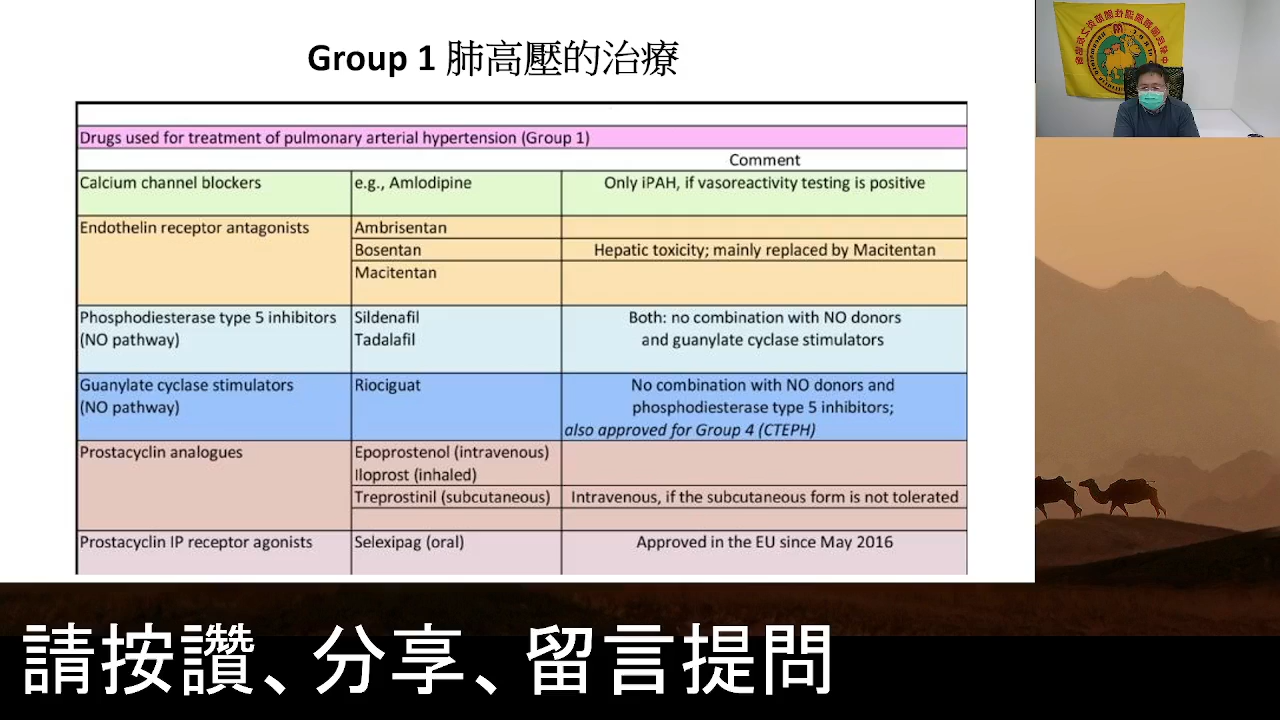 Group 1 肺高壓的治療
Drugs used for treatment of pulmonary arterial hypertension (Group 1)
Comment
Calcium channel blockers
e.g., Amlodipine
Only iPAH, if vasoreactivity testing is positive
Endothelin receptor antagonists
Ambrisentan
Bosentan
Hepatic toxicity; mainly replaced by Macitentan
Macitentan
Phosphodiesterase type 5 inhibitors
(NO pathway)
Sildenafil
Tadalafil
Both: no combination with NO donors
and guanylate cyclase stimulators
Guanylate cyclase stimulators
(NO pathway)
Riociguat
No combination with NO donors and
phosphodiesterase type 5 inhibitors;
also approved for Group 4 (CTEPH)
Prostacyclin analogues
Epoprostenol (intravenous)
Iloprost (inhaled)
Treprostinil (subcutaneous)
Intravenous, if the subcutaneous form is not tolerated
Prostacyclin IP receptor agonists
Selexipag (oral)
Approved in the EU since May 2016
請按讚、分享、留言提問